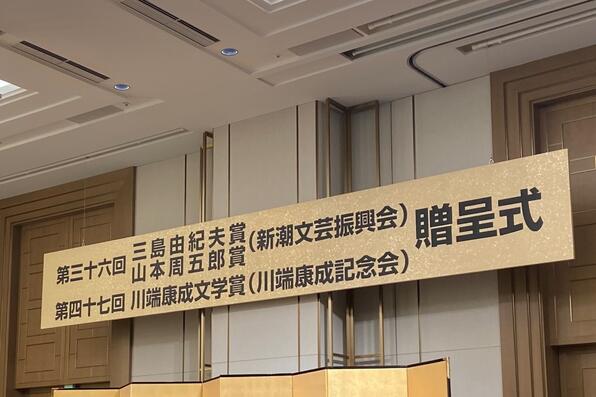 第三十六回 三島由紀夫賞(新潮文芸振興会)
山本周五郎賞
第四十七回 川端康成文学賞(川端康成記念会)
贈呈式